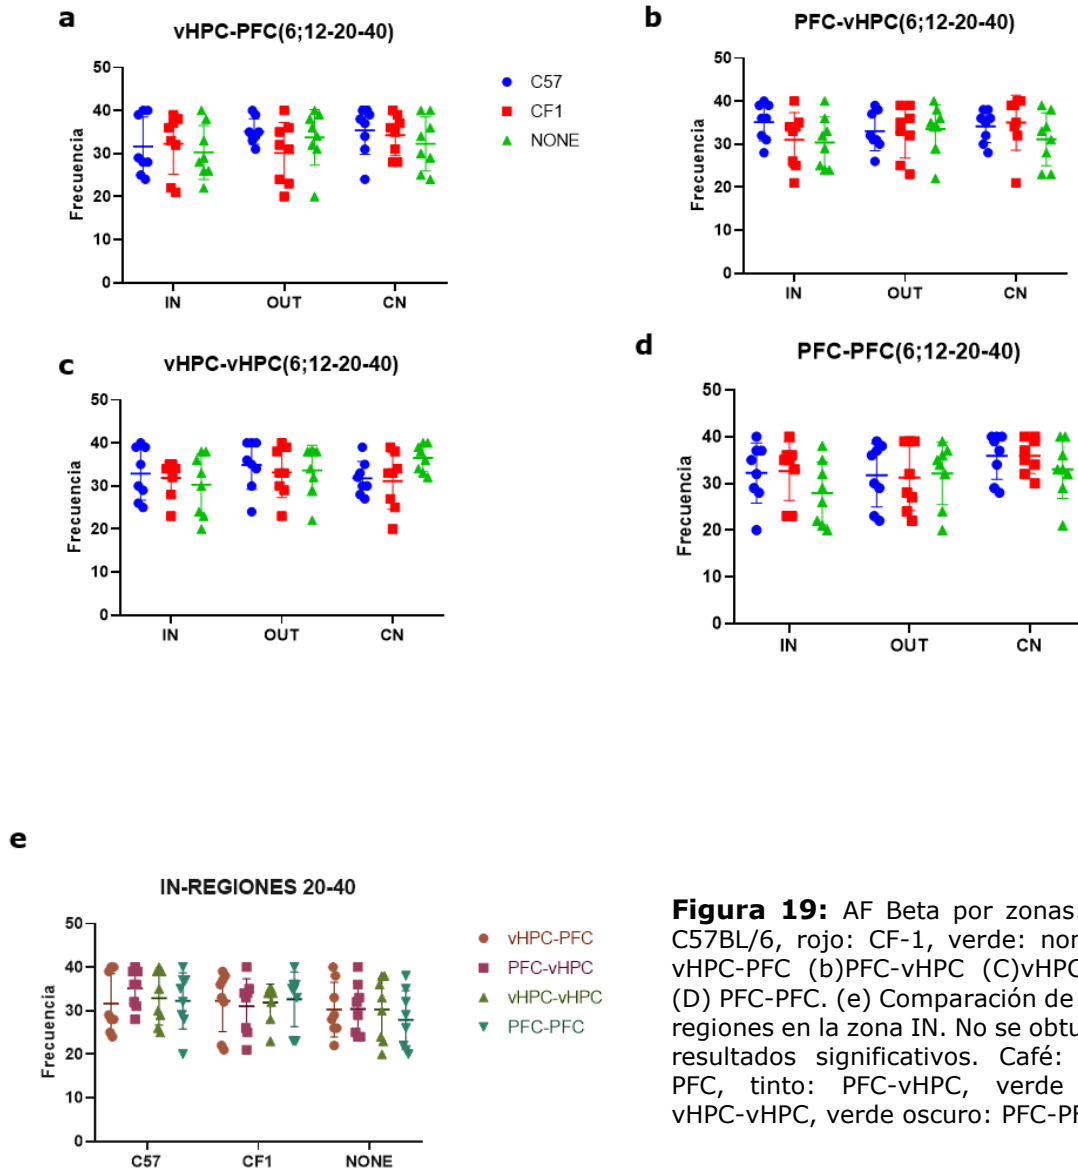 a
vHPC-PFC(6;12-20-40)
Frecuencia
50
40
30
20
10
0
IN OUT CN
C57
CF1
NONE
b
PFC-vHPC(6;12-20-40)
Frecuencia
50
40
30
20
10
0
IN OUT CN
c
vHPC-vHPC(6;12-20-40)
Frecuencia
50
40
30
20
10
0
IN OUT CN
d
PFC-PFC(6;12-20-40)
Frecuencia
50
40
30
20
10
0
IN OUT CN
e
IN-REGIONES 20-40
Frecuencia
50
40
30
20
10
0
C57 CF1 NONE
vHPC-PFC
PFC-vHPC
vHPC-vHPC
PFC-PFC
Figura 19: AF Beta por zonas.
C57BL/6, rojo: CF-1, verde: non
vHPC-PFC (b)PFC-vHPC (C)vHPC
(D) PFC-PFC. (e) Comparación de
regiones en la zona IN. No se obtu
resultados significativos. Café:
PFC, tinto: PFC-vHPC, verde
vHPC-vHPC, verde oscuro: PFC-PF